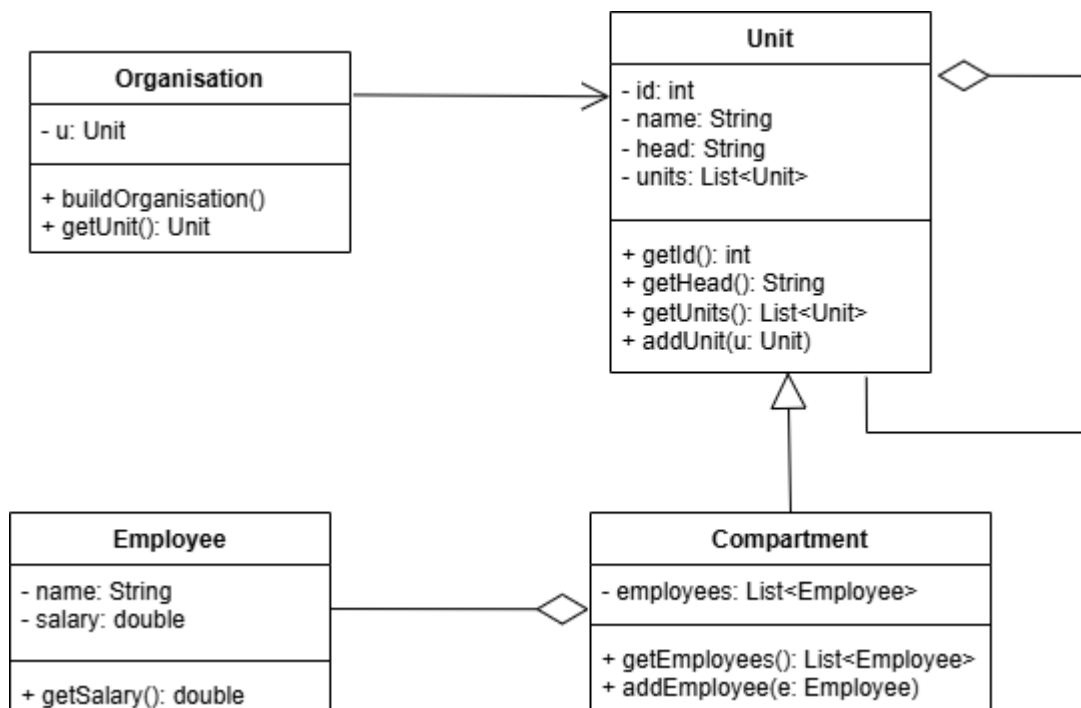 Organisation
- u: Unit
+ buildOrganisation()
+ getUnit(): Unit
Unit
- id: int
- name: String
- head: String
- units: List<Unit>
+ getId(): int
+ getHead(): String
+ getUnits(): List<Unit>
+ addUnit(u: Unit)
Employee
- name: String
- salary: double
+ getSalary(): double
Compartment
- employees: List<Employee>
+ getEmployees(): List<Employee>
+ addEmployee(e: Employee)